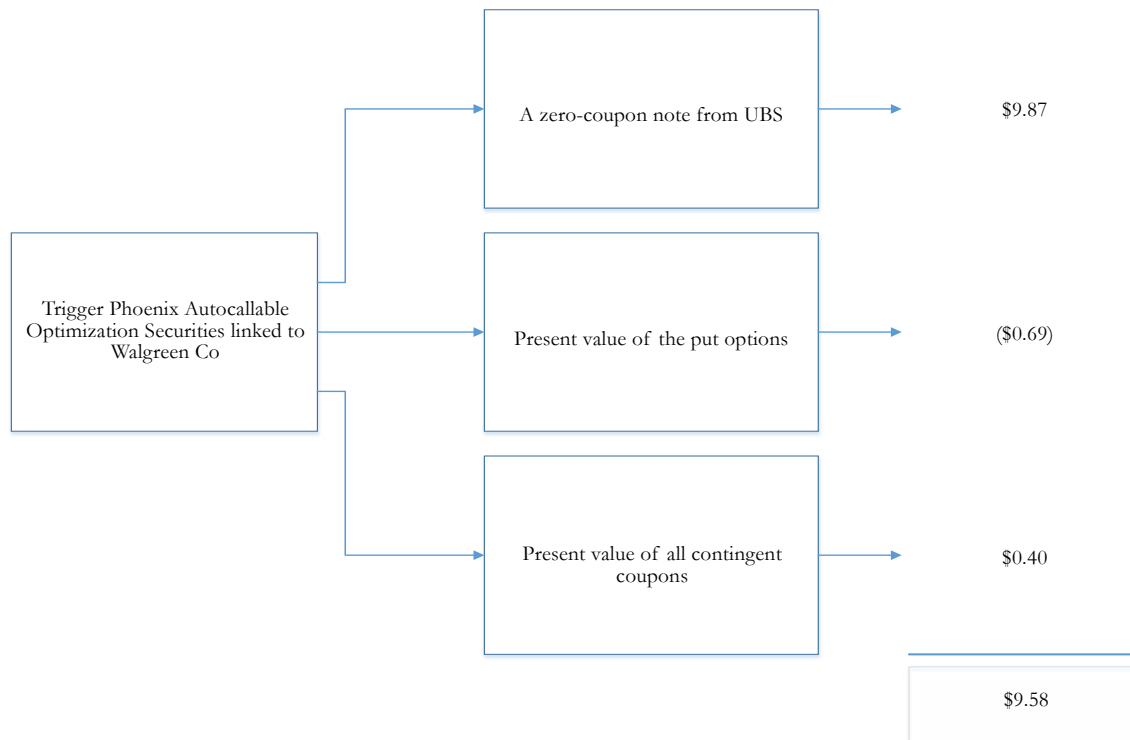 A zero-coupon note from UBS
$9.87
Trigger Phoenix Autocallable
Optimization Securities linked to
Walgreen Co
Present value of the put options
($0.69)
Present value of all contingent
coupons
$0.40
$9.58